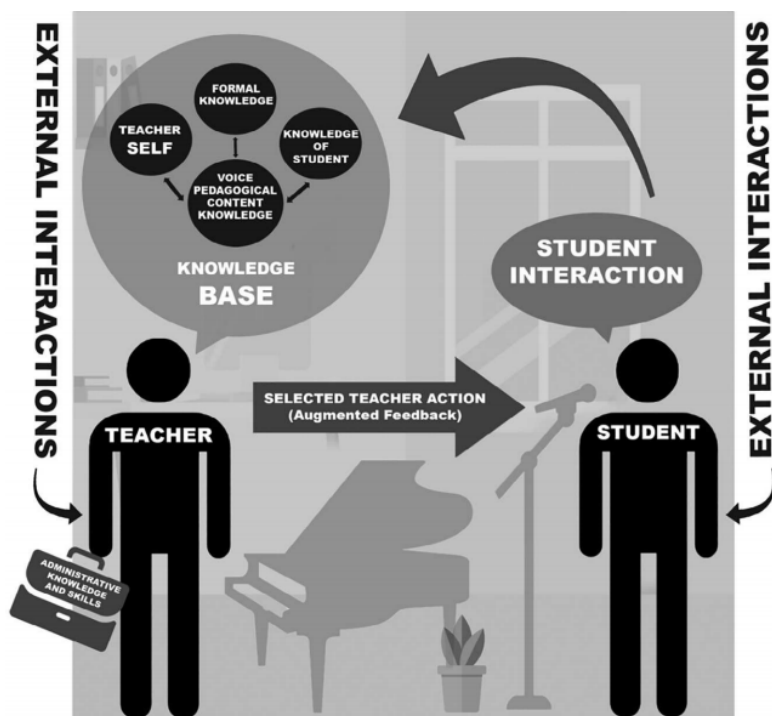 EXTERNAL INTERACTIONS
FORMAL
KNOWLEDGE
TEACHER
SELF
KNOWLEDGE
OF
STUDENT
VOICE
PEDAGOGICAL
CONTENT
KNOWLEDGE
KNOWLEDGE
BASE
STUDENT
INTERACTION
EXTERNAL INTERACTIONS
SELECTED TEACHER ACTION
(Augmented Feedback)
TEACHER
STUDENT
ADMINISTRATIVE
KNOWLEDGE
AND SKILLS